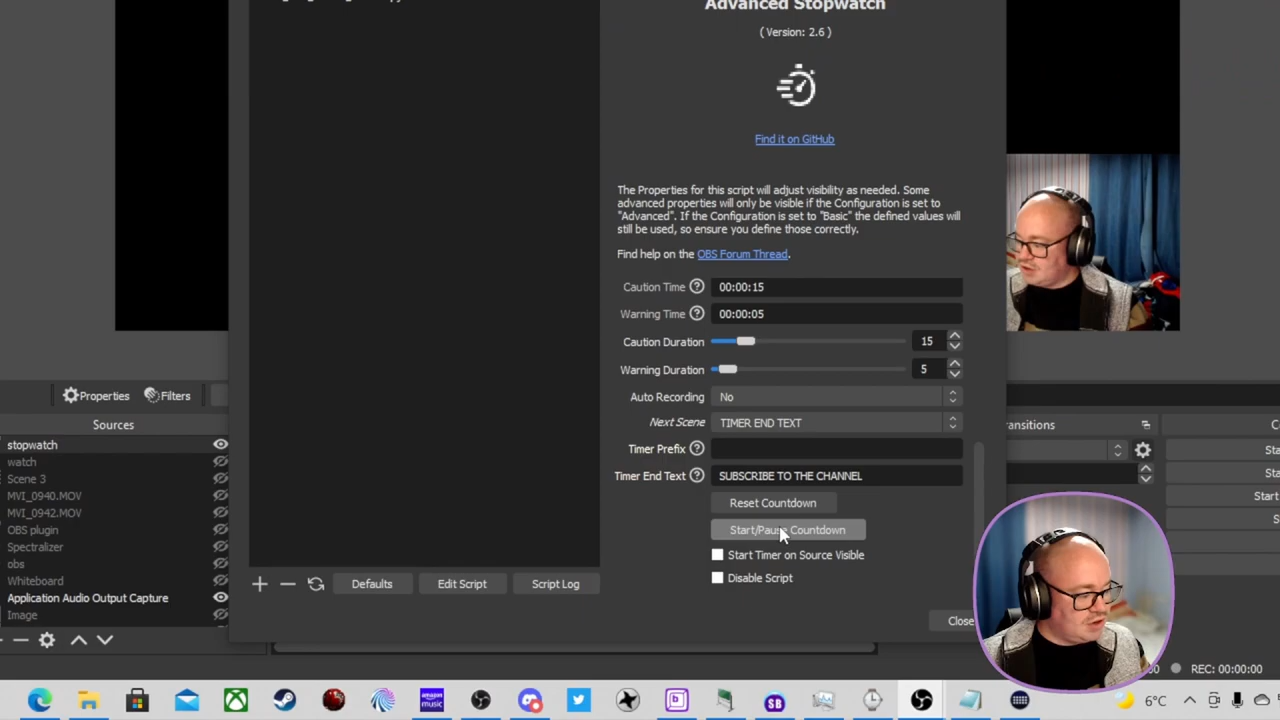 Advanced Stopwatch
( Version: 2.6 )
Find it on GitHub
The Properties for this script will adjust visibility as needed. Some
advanced properties will only be visible if the Configuration is set to
"Advanced". If the Configuration is set to "Basic" the defined values will
still be used, so ensure you define those correctly.
Find help on the OBS Forum Thread.
Caution Time ? 00:00:15
Warning Time ? 00:00:05
Caution Duration 15
Warning Duration 5
Auto Recording No
Next Scene TIMER END TEXT
Timer Prefix ?
Timer End Text ? SUBSCRIBE TO THE CHANNEL
Reset Countdown
Start/Pause Countdown
Start Timer on Source Visible
Disable Script
Defaults Edit Script Script Log
Close
Properties Filters
Sources
stopwatch
watch
Scene 3
MVI_0940.MOV
MVI_0942.MOV
OBS plugin
Spectralizer
obs
Whiteboard
Application Audio Output Capture
Image
ransitions
Sta
Sta
Start
S
REC: 00:00:00
amazon music
b
SB
6°C